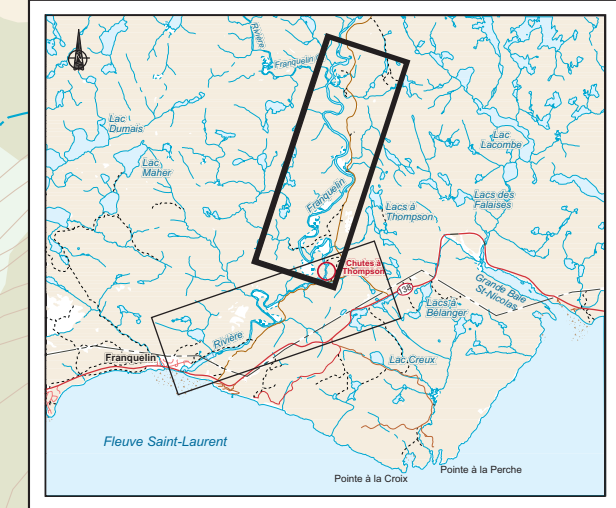 Rivière
Franquelin
Lac
Dumais
Lac
Maher
Lac
Lacombe
Lacs des
Falaises
Franquelin
Lacs à
Thompson
Chutes à
Thompson
138
Grande Baie
St-Nicolas
Lacs à
Bélanger
Rivière
Franquelin
Lac Creux
Fleuve Saint-Laurent
Pointe à la Croix
Pointe à la Perche